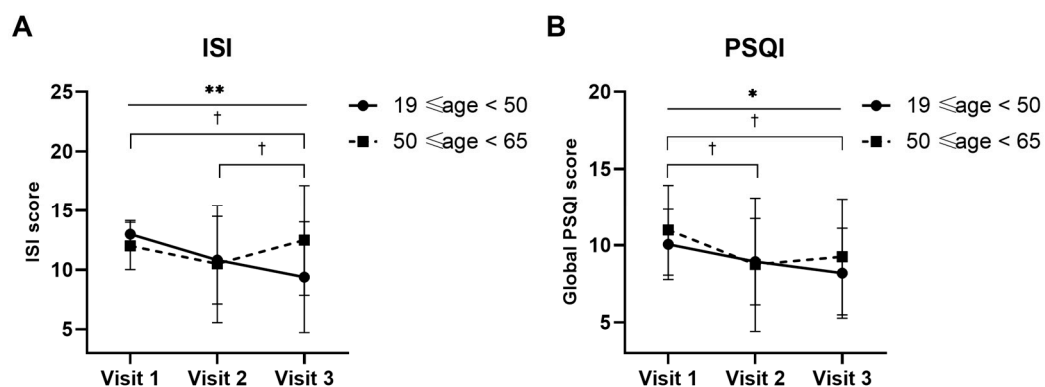 A
ISI
25
20
15
10
5
ISI score
**
†
†
Visit 1 Visit 2 Visit 3
19 ⩽age < 50
50 ⩽age < 65
B
PSQI
20
15
10
5
Global PSQI score
*
†
†
Visit 1 Visit 2 Visit 3
19 ⩽age < 50
50 ⩽age < 65